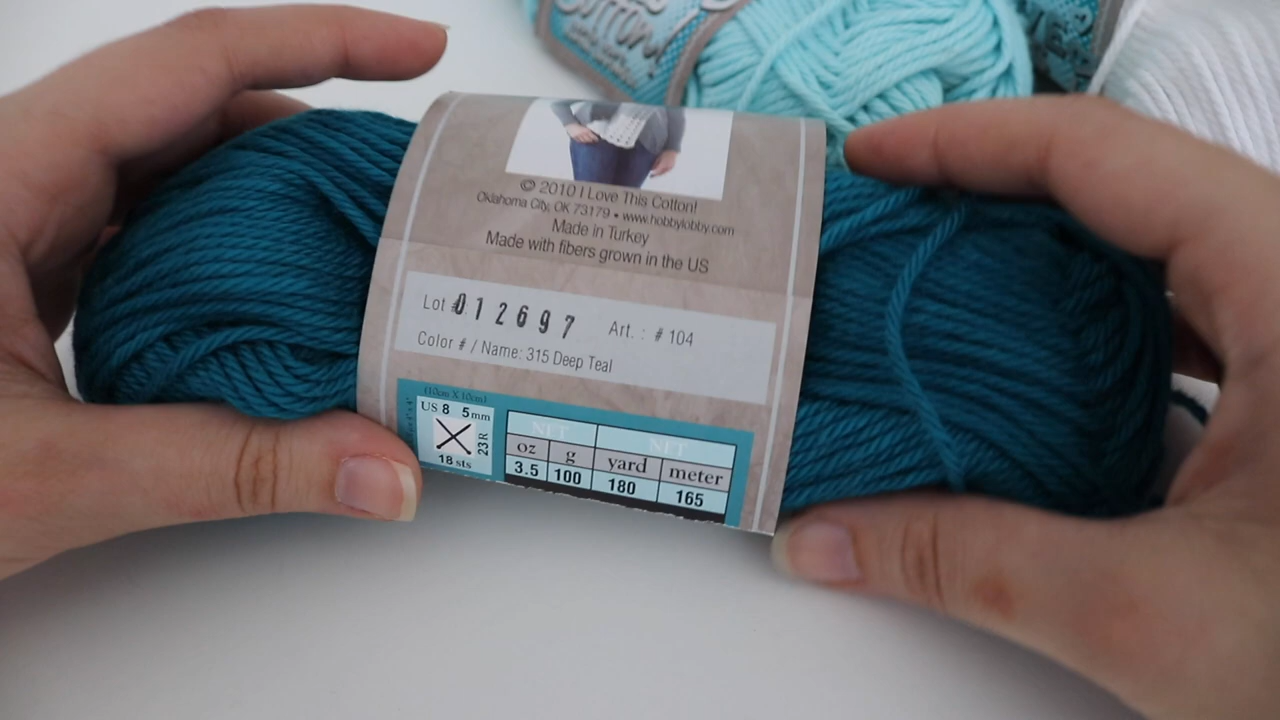 COTTON!
© 2010 I Love This Cotton!
Oklahoma City, OK 73179 • www.hobbylobby.com
Made in Turkey
Made with fibers grown in the US
Lot #012697 Art. : # 104
Color # / Name: 315 Deep Teal
(10cm X 10cm)
US 8 5mm
23R
18 sts
NET NET
oz g yard meter
3.5 100 180 165